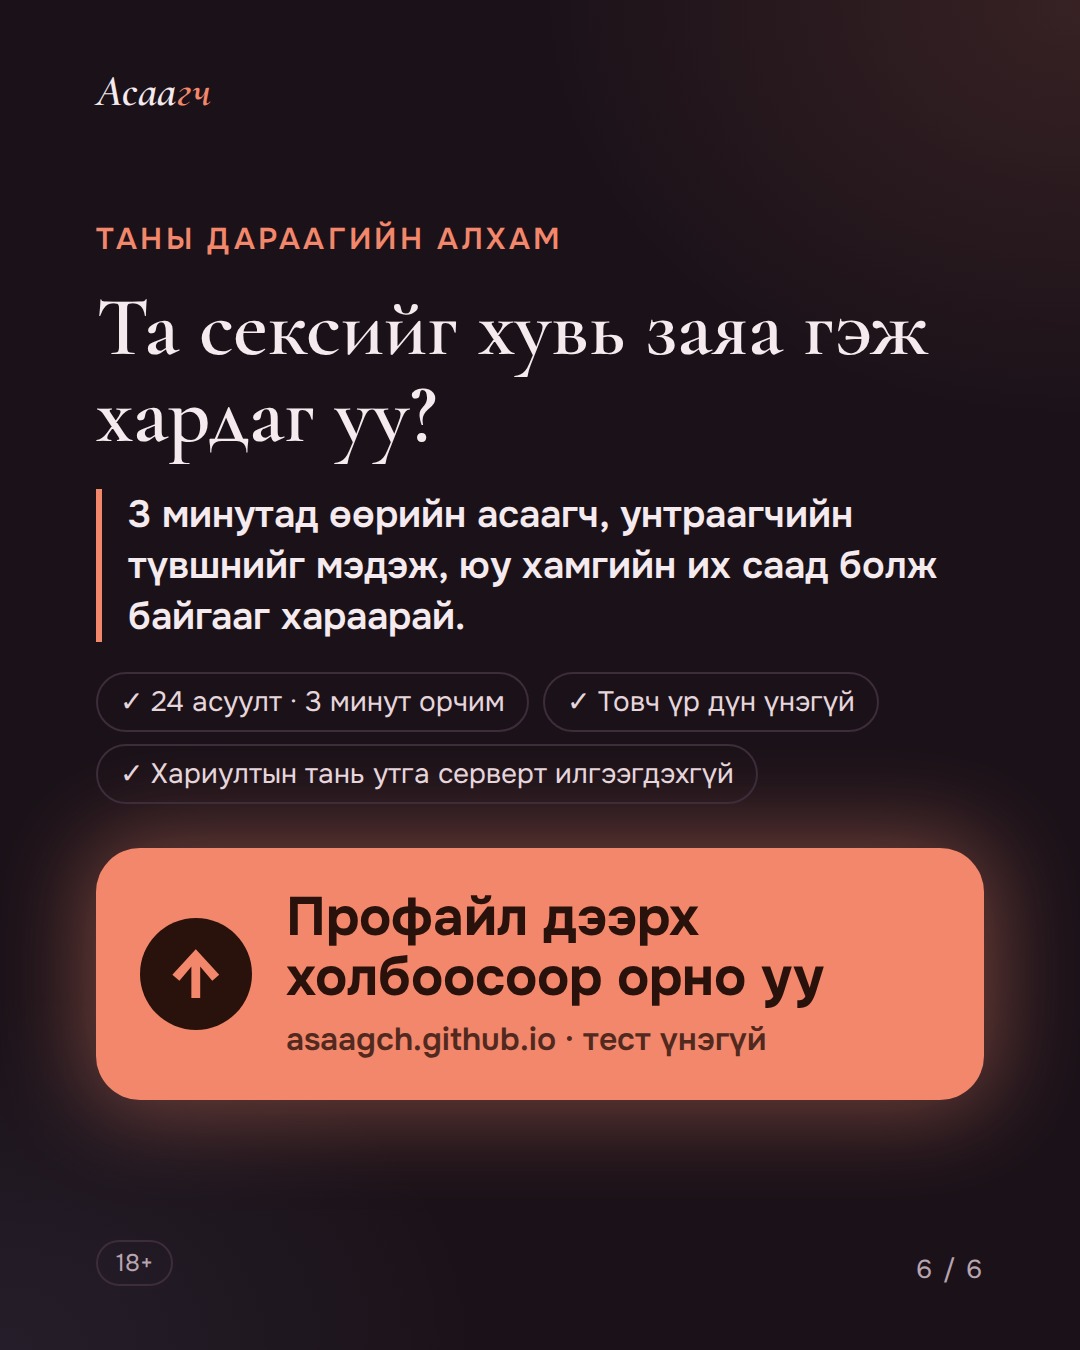 Асаагч
ТАНЫ ДАРААГИЙН АЛХАМ
Та сексийг хувь заяа гэж
хардаг уу?
3 минутад өөрийн асаагч, унтраагчийн
түвшнийг мэдэж, юу хамгийн их саад болж
байгааг хараарай.
✓ 24 асуулт · 3 минут орчим
✓ Товч үр дүн үнэгүй
✓ Хариултын тань утга серверт илгээгдэхгүй
Профайл дээрх
холбоосоор орно уу
asaagch.github.io · тест үнэгүй
18+
6 / 6